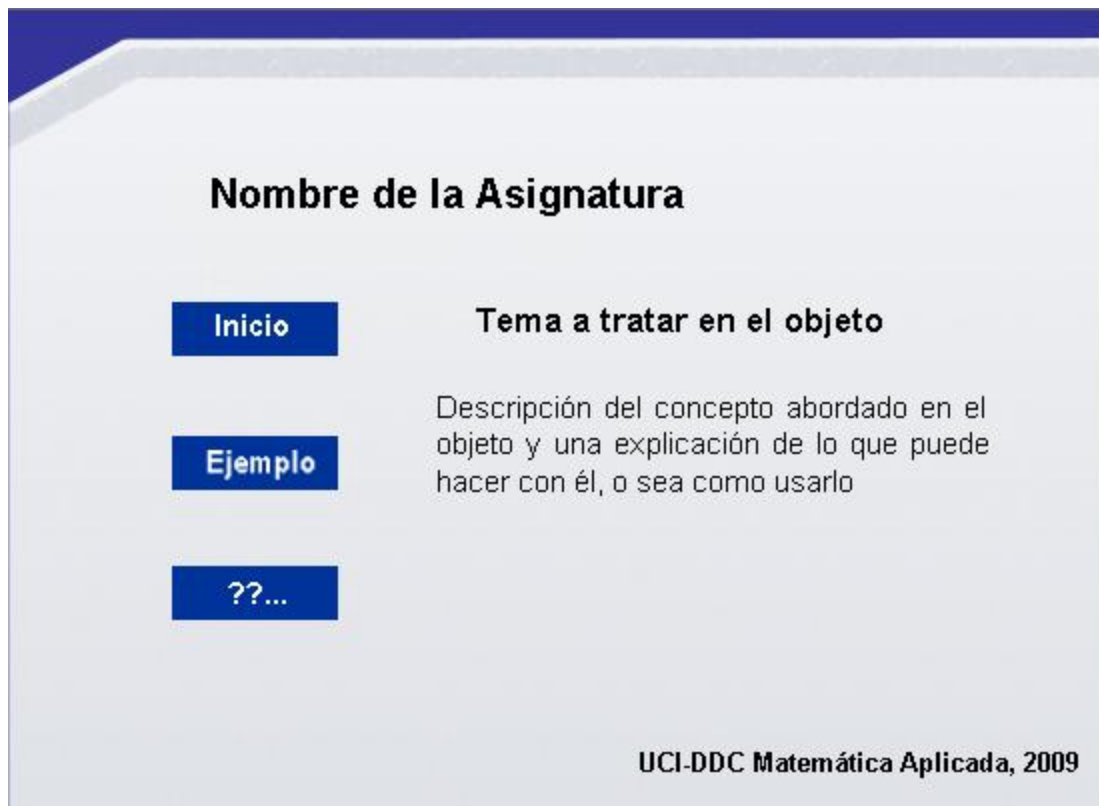 Nombre de la Asignatura
Inicio
Tema a tratar en el objeto
Descripción del concepto abordado en el
objeto y una explicación de lo que puede
hacer con él, o sea como usarlo
Ejemplo
??...
UCI-DDC Matemática Aplicada, 2009